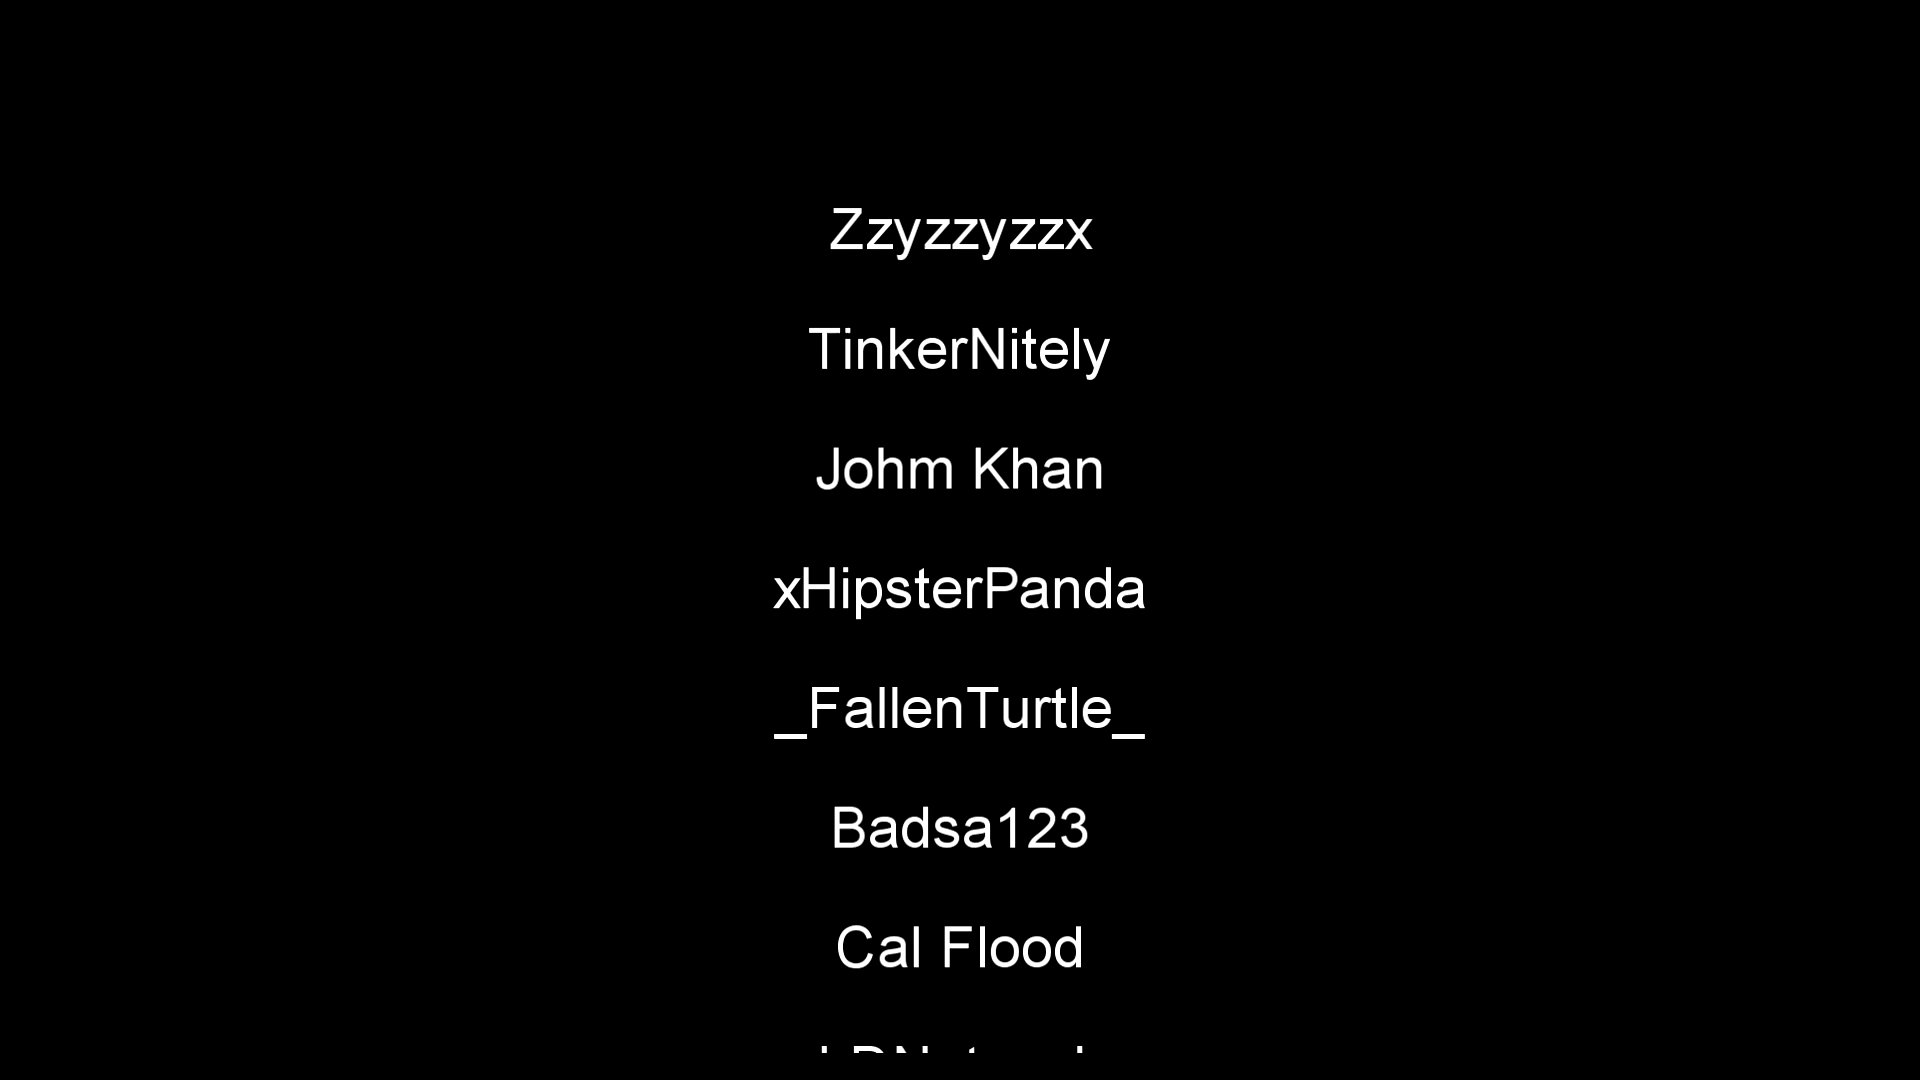 Zzyzzyzzx
TinkerNitely
Johm Khan
xHipsterPanda
_FallenTurtle_
Badsa123
Cal Flood